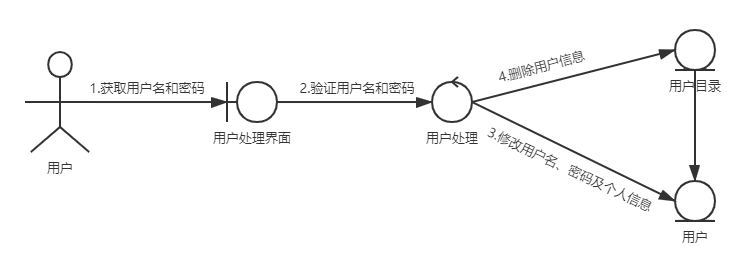 1.获取用户名和密码
2.验证用户名和密码
4.删除用户信息
用户目录
用户处理界面
用户处理
3.修改用户名、密码及个人信息
用户
用户